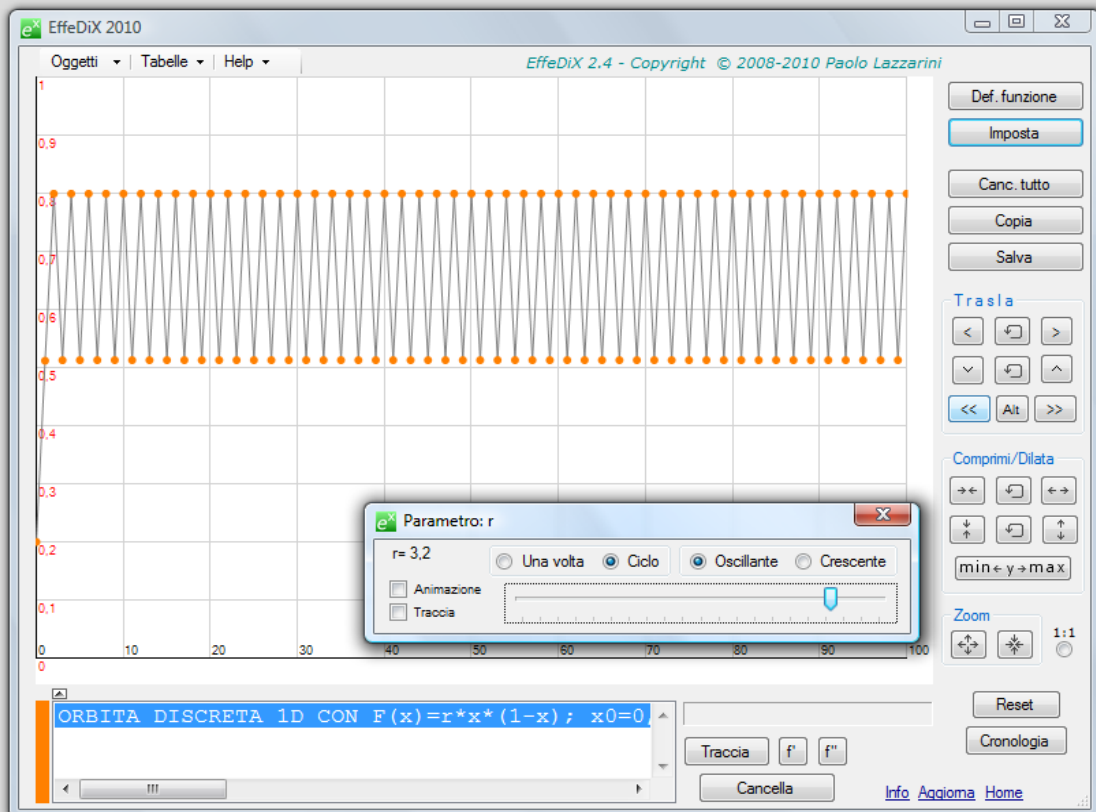 EffeDiX 2010
Oggetti Tabelle Help
EffeDiX 2.4 - Copyright © 2008-2010 Paolo Lazzarini
1
0,9
0,8
0,7
0,6
0,5
0,4
0,3
0,2
0,1
0 10 20 30 40 50 60 70 80 90 100
0
Def. funzione
Imposta
Canc. tutto
Copia
Salva
Trasla
< >
Alt
<< >>
Comprimi/Dilata
min←y→max
Zoom
1:1
Reset
Cronologia
Parametro: r
r= 3,2
Una volta Ciclo Oscillante Crescente
Animazione
Traccia
ORBITA DISCRETA 1D CON F(x)=r*x*(1-x); x0=0,
Traccia f' f''
Cancella
Info Aggiorna Home